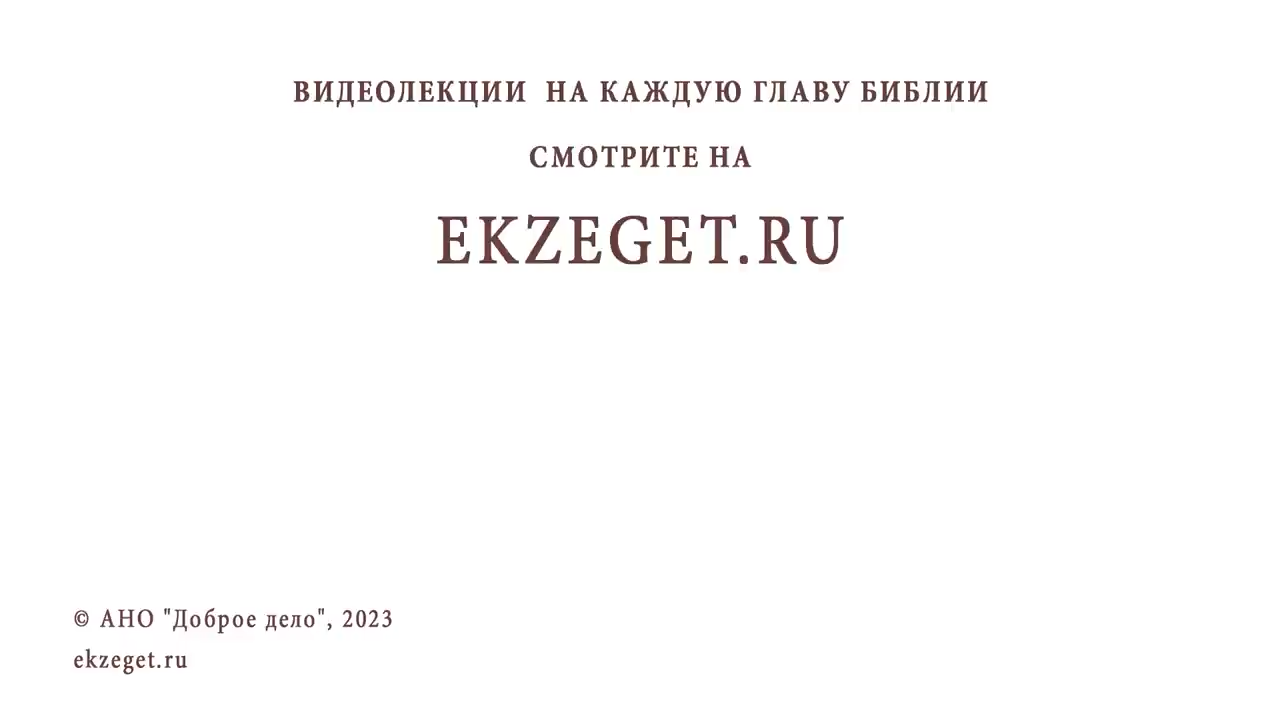 ВИДЕОЛЕКЦИИ НА КАЖДУЮ ГЛАВУ БИБЛИИ
СМОТРИТЕ НА
EKZEGET.RU
© АНО "Доброе дело", 2023
ekzeget.ru